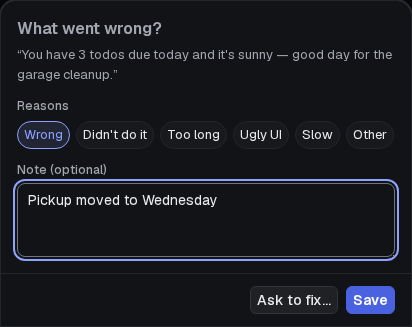 What went wrong?
“You have 3 todos due today and it's sunny — good day for the
garage cleanup.”
Reasons
Wrong
Didn't do it
Too long
Ugly UI
Slow
Other
Note (optional)
Pickup moved to Wednesday
Ask to fix…
Save